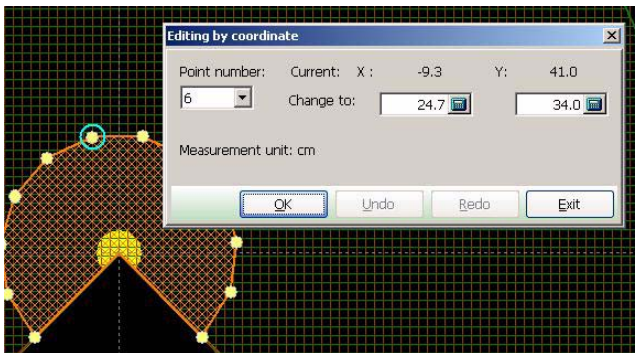 Editing by coordinate
Point number: Current: X : -9.3 Y: 41.0
6 Change to: 24.7 34.0
Measurement unit: cm
OK Undo Redo Exit